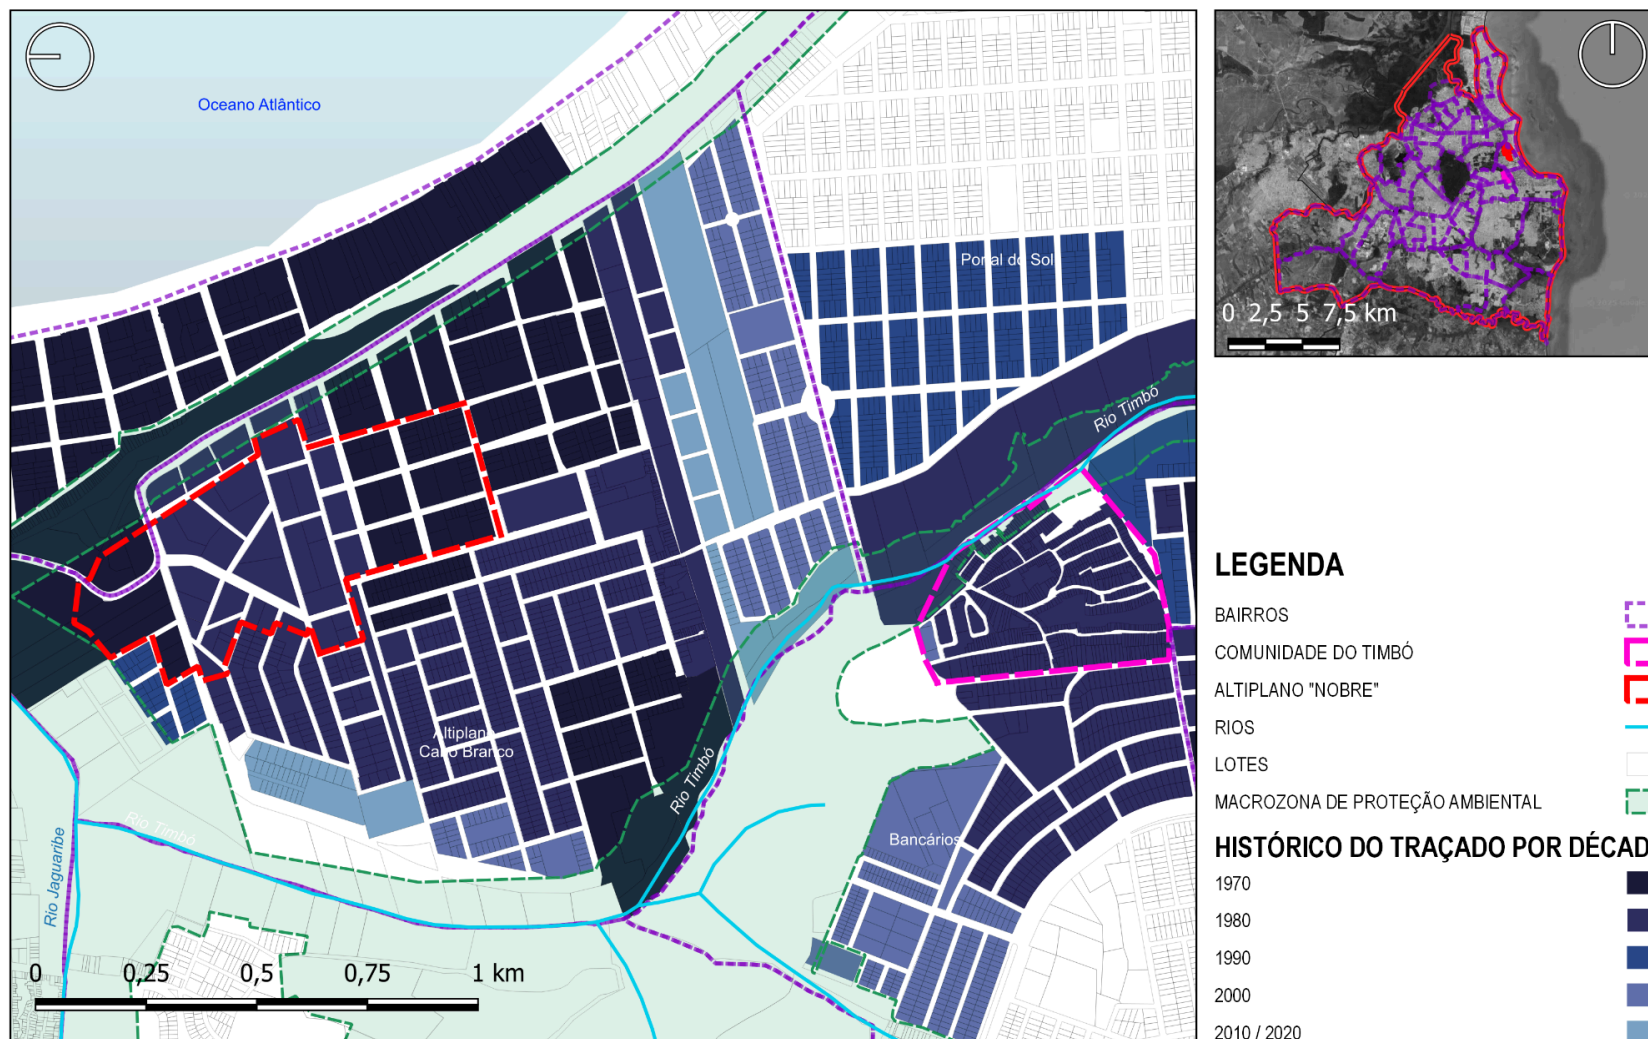 Oceano Atlântico
Portal do Sol
Rio Timbó
Altiplano
Cabo Branco
Rio Timbó
Rio Timbó
Rio Jaguaribe
Bancários
0 0,25 0,5 0,75 1 km
0 2,5 5 7,5 km
LEGENDA
BAIRROS
COMUNIDADE DO TIMBÓ
ALTIPLANO "NOBRE"
RIOS
LOTES
MACROZONA DE PROTEÇÃO AMBIENTAL
HISTÓRICO DO TRAÇADO POR DÉCAD
1970
1980
1990
2000
2010 / 2020